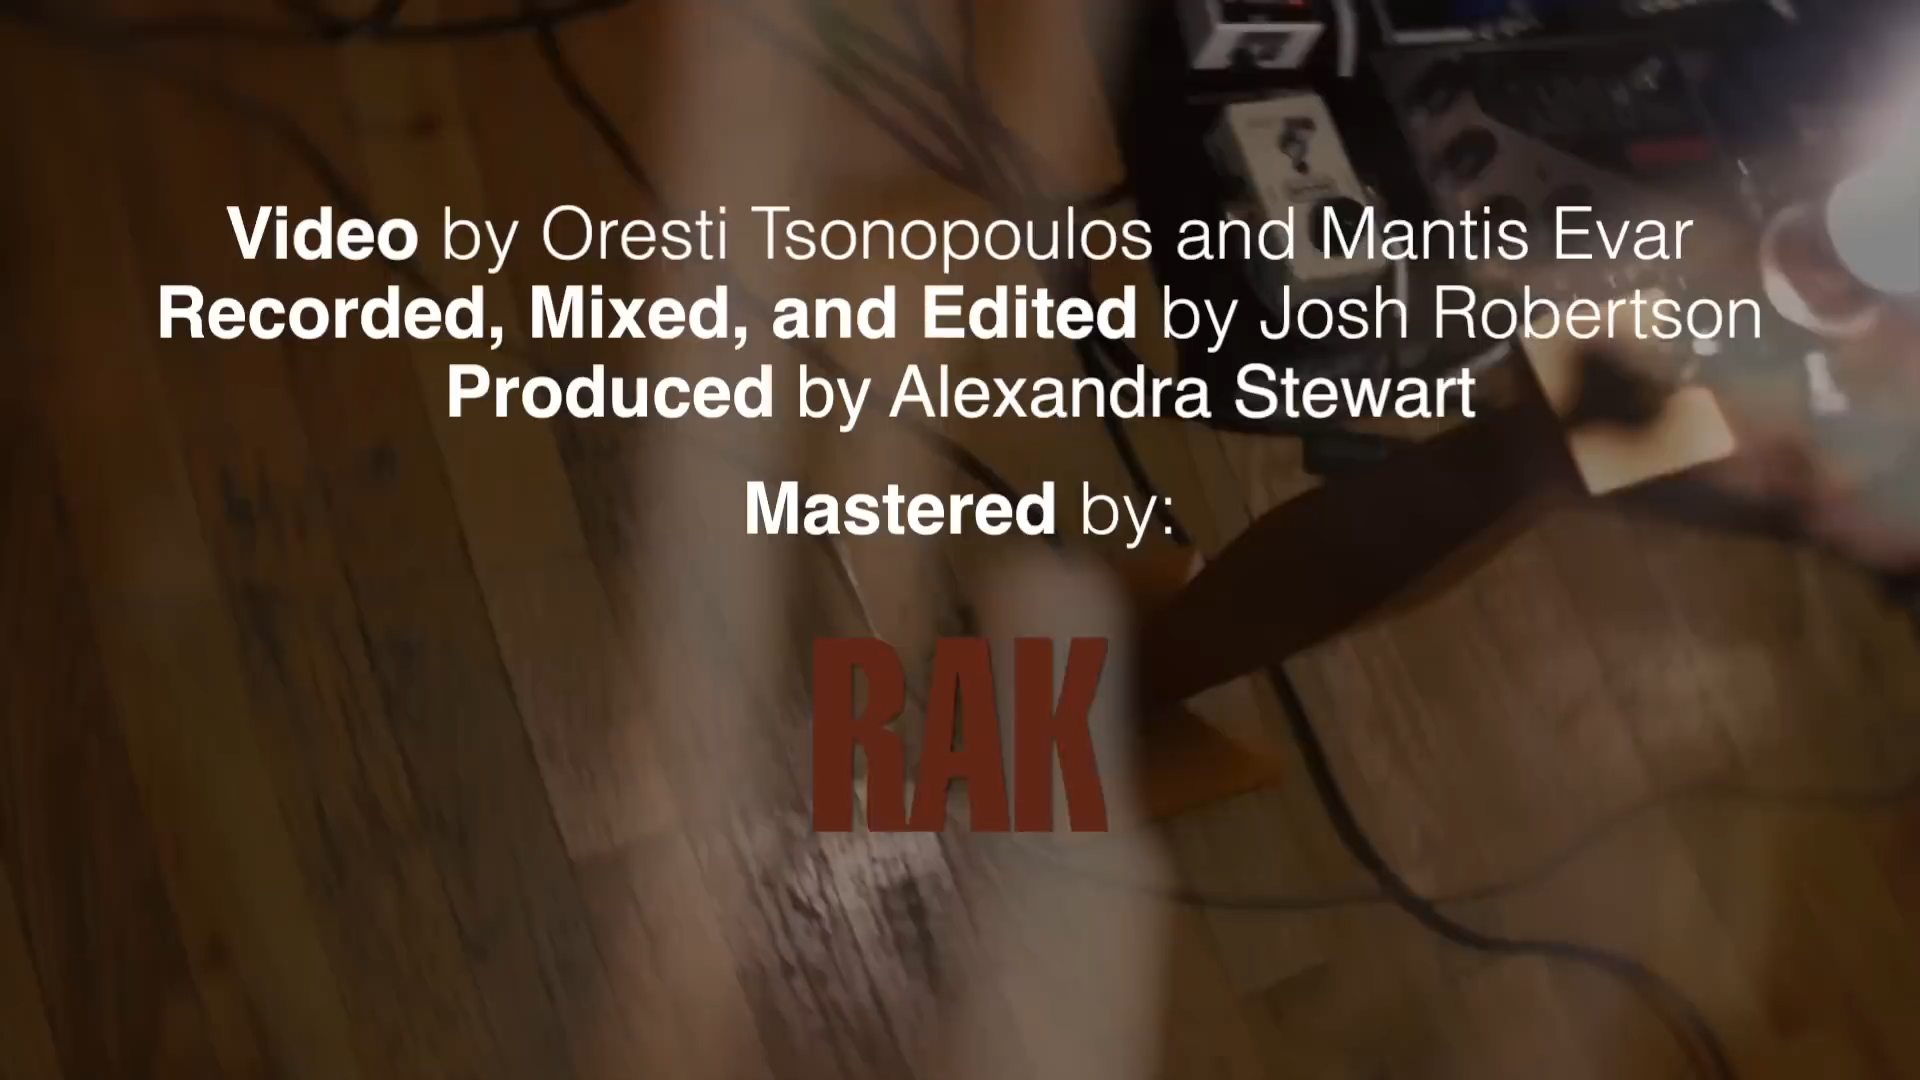 Video by Oresti Tsonopoulos and Mantis Evar
Recorded, Mixed, and Edited by Josh Robertson
Produced by Alexandra Stewart
Mastered by:
RAK